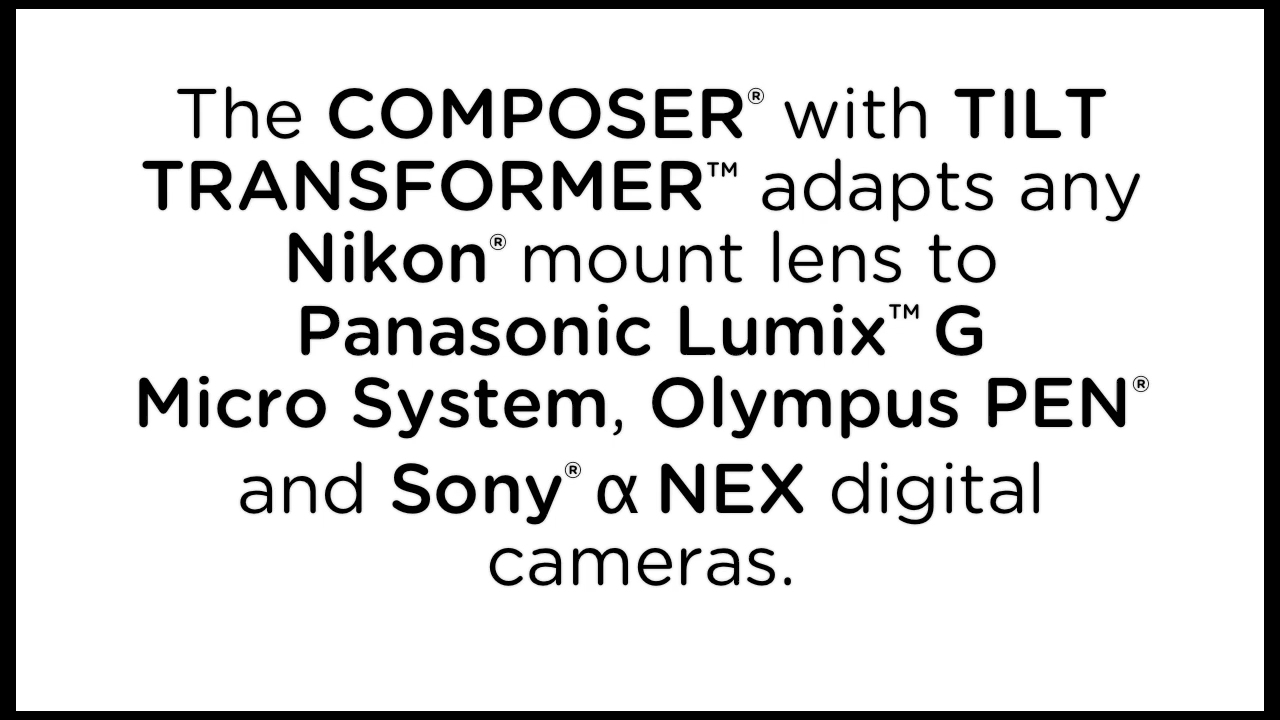 The COMPOSER® with TILT
TRANSFORMER™ adapts any
Nikon® mount lens to
Panasonic Lumix™ G
Micro System, Olympus PEN®
and Sony® α NEX digital
cameras.